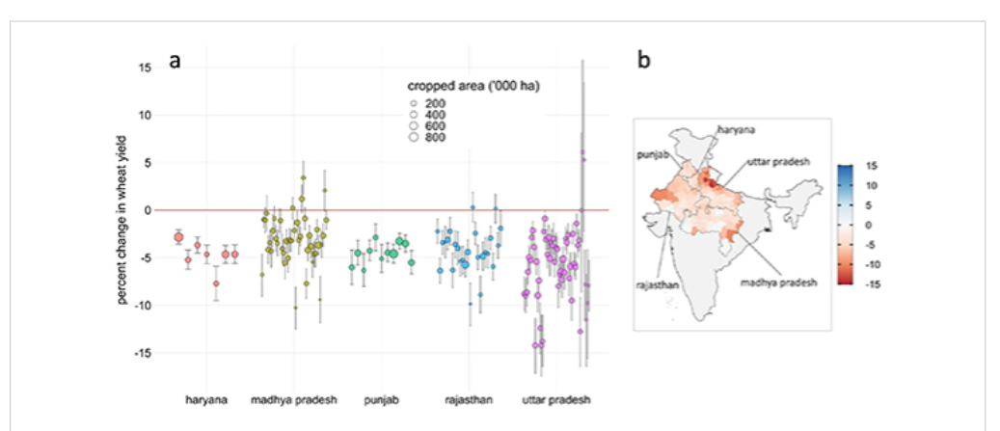 a
percent change in wheat yield
15
10
5
0
-5
-10
-15
cropped area ('000 ha)
200
400
600
800
haryana
madhya pradesh
punjab
rajasthan
uttar pradesh
b
haryana
punjab
uttar pradesh
rajasthan
madhya pradesh
15
10
5
0
-5
-10
-15